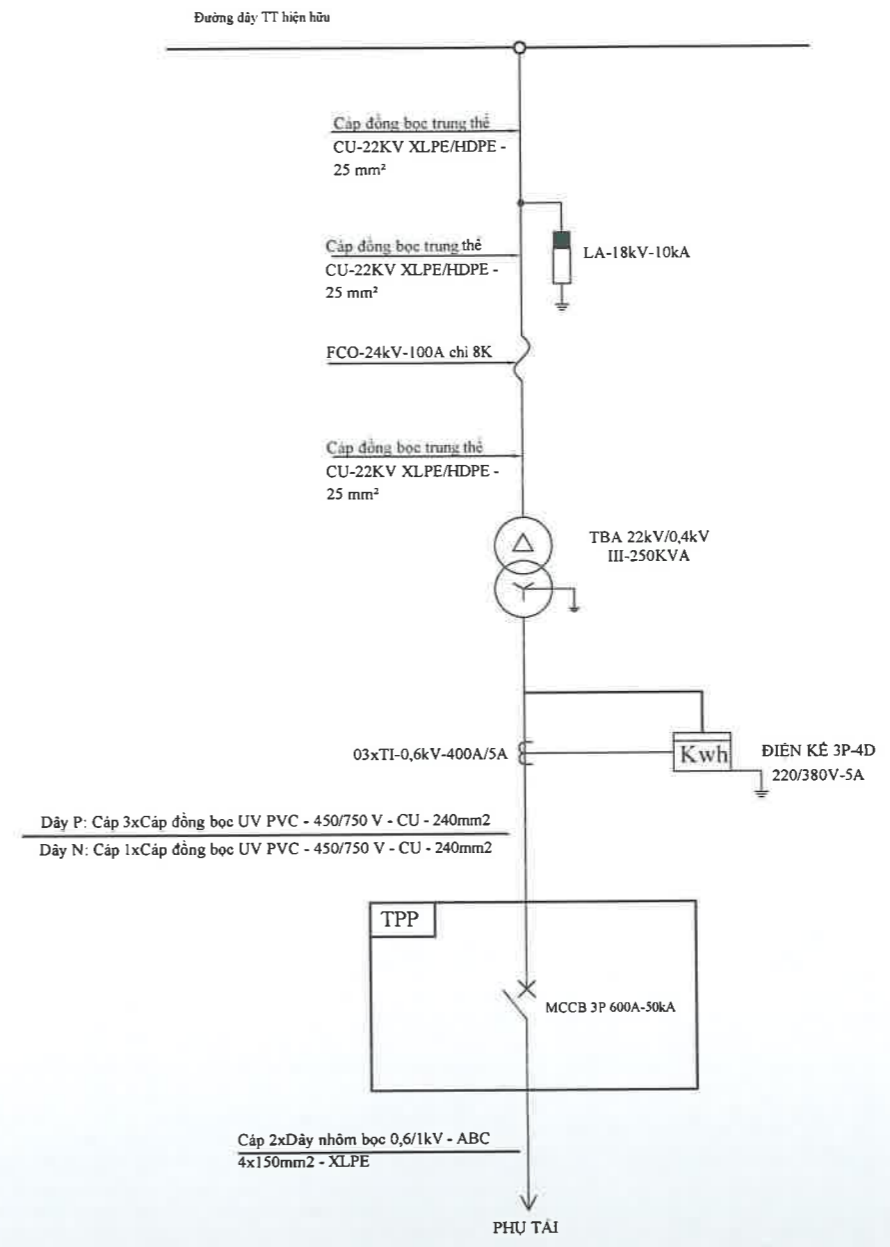 Đường dây TT hiện hữu
Cáp đồng bọc trung thế
CU-22KV XLPE/HDPE -
25 mm²
LA-18kV-10kA
Cáp đồng bọc trung thế
CU-22KV XLPE/HDPE -
25 mm²
FCO-24kV-100A chì 8K
Cáp đồng bọc trung thế
CU-22KV XLPE/HDPE -
25 mm²
TBA 22kV/0,4kV
III-250KVA
03xTI-0,6kV-400A/5A
Kwh
ĐIỆN KẾ 3P-4D
220/380V-5A
Dây P: Cáp 3xCáp đồng bọc UV PVC - 450/750 V - CU - 240mm2
Dây N: Cáp 1xCáp đồng bọc UV PVC - 450/750 V - CU - 240mm2
TPP
MCCB 3P 600A-50kA
Cáp 2xDây nhôm bọc 0,6/1kV - ABC
4x150mm2 - XLPE
PHỤ TẢI